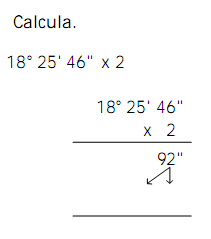 Calcula.
18° 25' 46" x 2
18° 25' 46"
x 2
92"